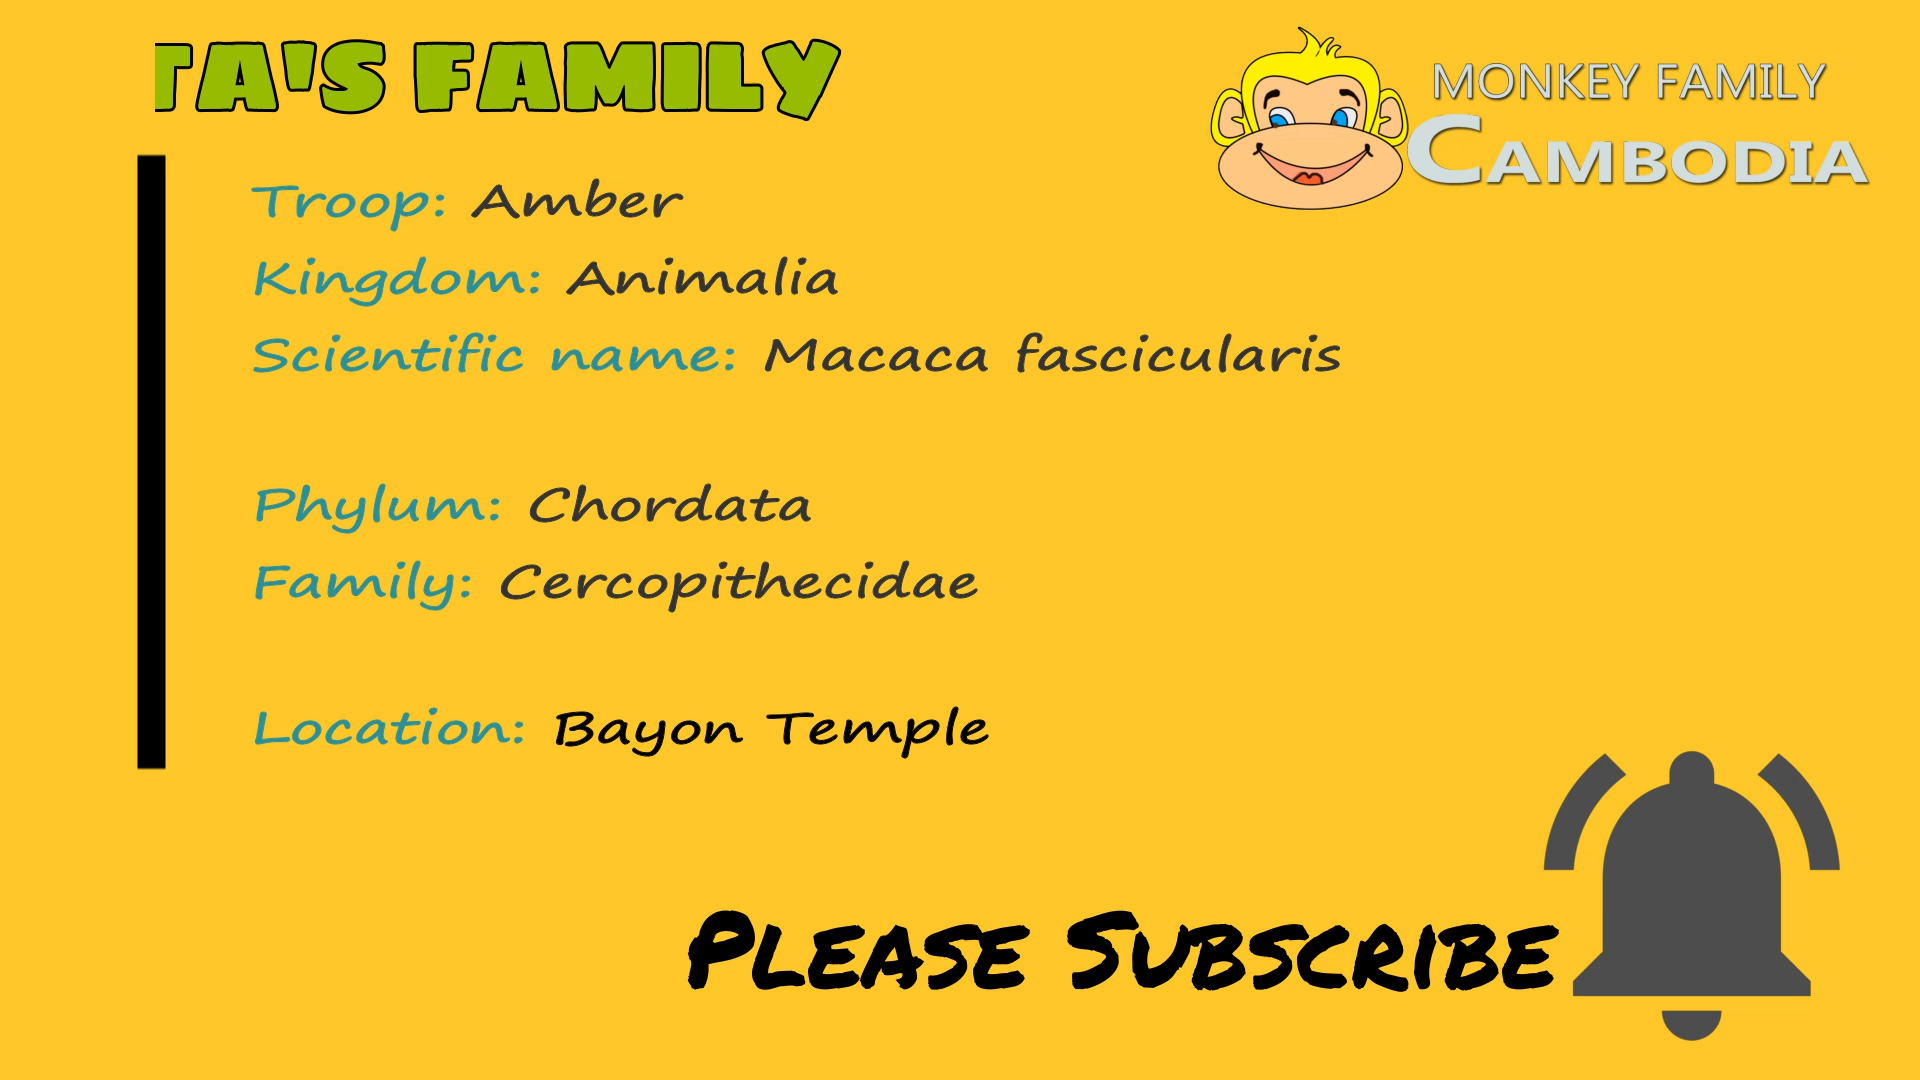 TA'S FAMILY
MONKEY FAMILY
CAMBODIA
Troop: Amber
Kingdom: Animalia
Scientific name: Macaca fascicularis
Phylum: Chordata
Family: Cercopithecidae
Location: Bayon Temple
PLEASE SUBSCRIBE